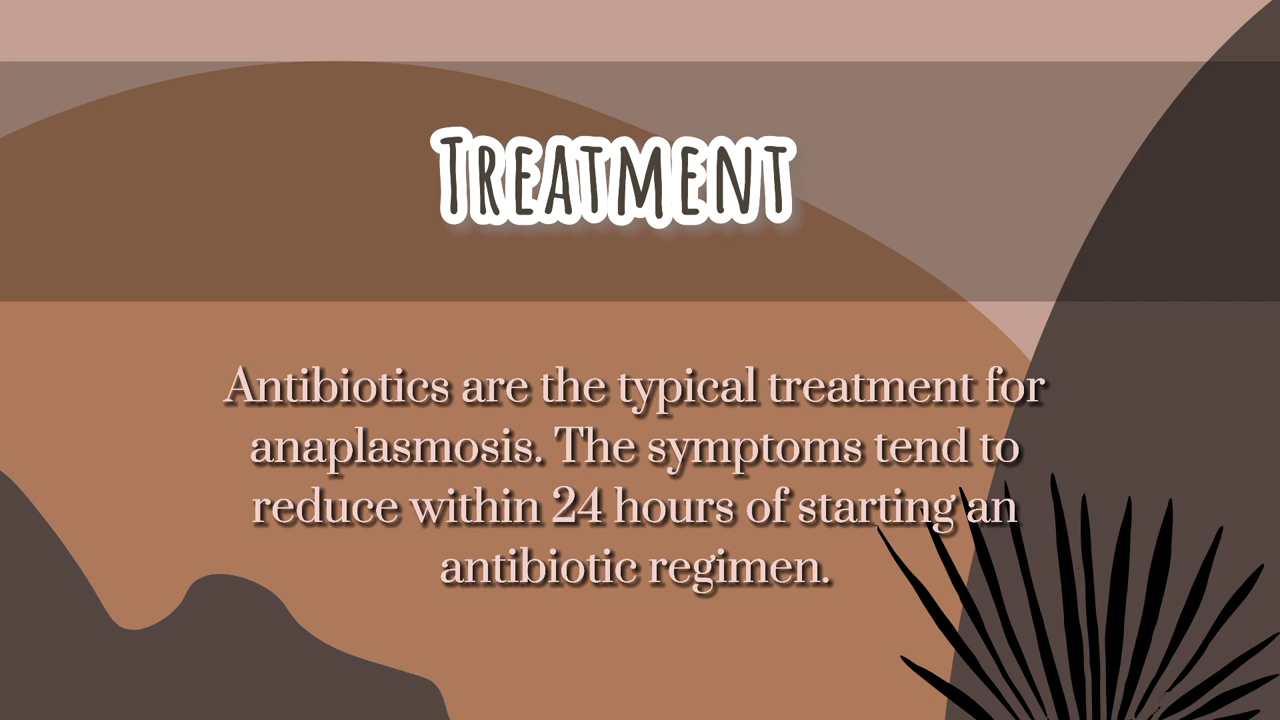 Treatment
Antibiotics are the typical treatment for
anaplasmosis. The symptoms tend to
reduce within 24 hours of starting an
antibiotic regimen.